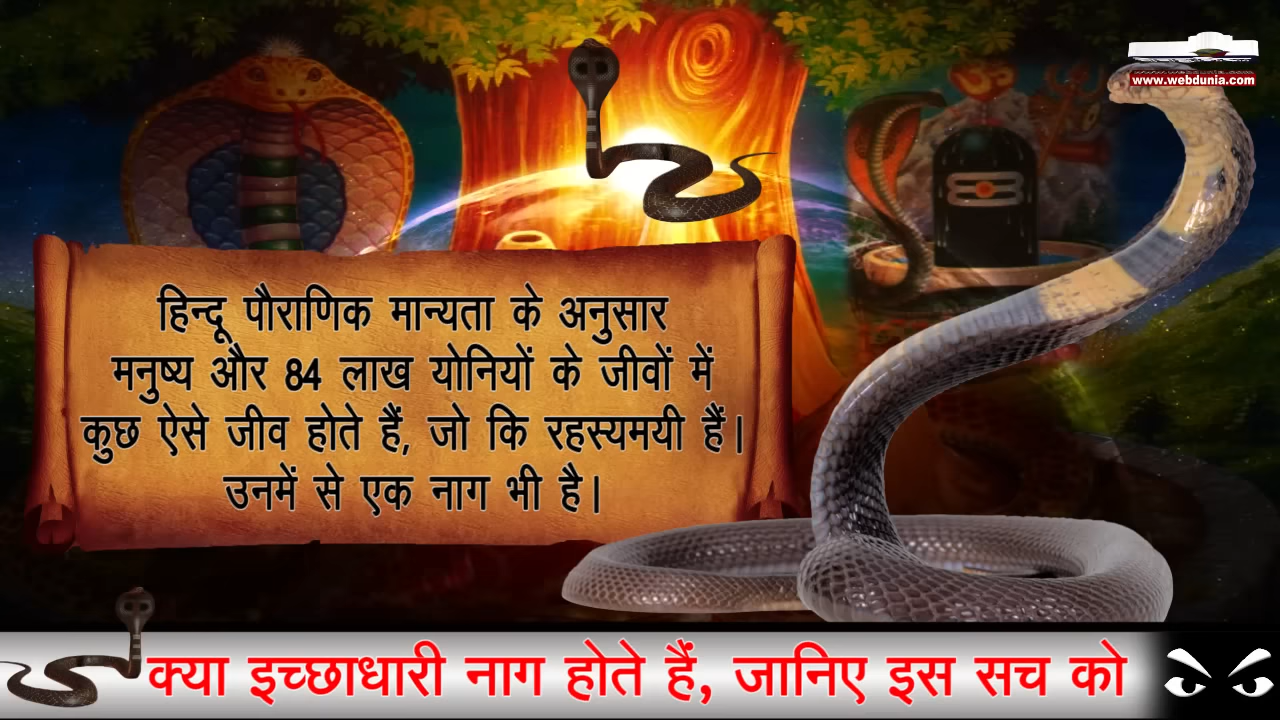 www.webdunia.com
हिन्दू पौराणिक मान्यता के अनुसार
मनुष्य और 84 लाख योनियों के जीवों में
कुछ ऐसे जीव होते हैं, जो कि रहस्यमयी हैं।
उनमें से एक नाग भी है।
क्या इच्छाधारी नाग होते हैं, जानिए इस सच को